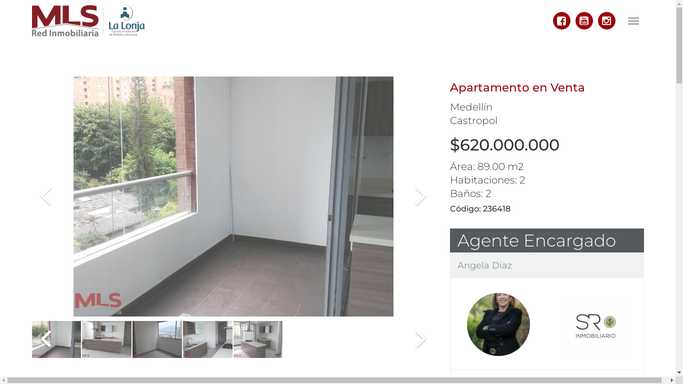 MLS
Red Inmobiliaria
La Lonja
Apartamento en Venta
Medellín
Castropol
$620.000.000
Área: 89.00 m2
Habitaciones: 2
Baños: 2
Código: 236418
MLS
Agente Encargado
Angela Diaz
SR
INMOBILIARIO